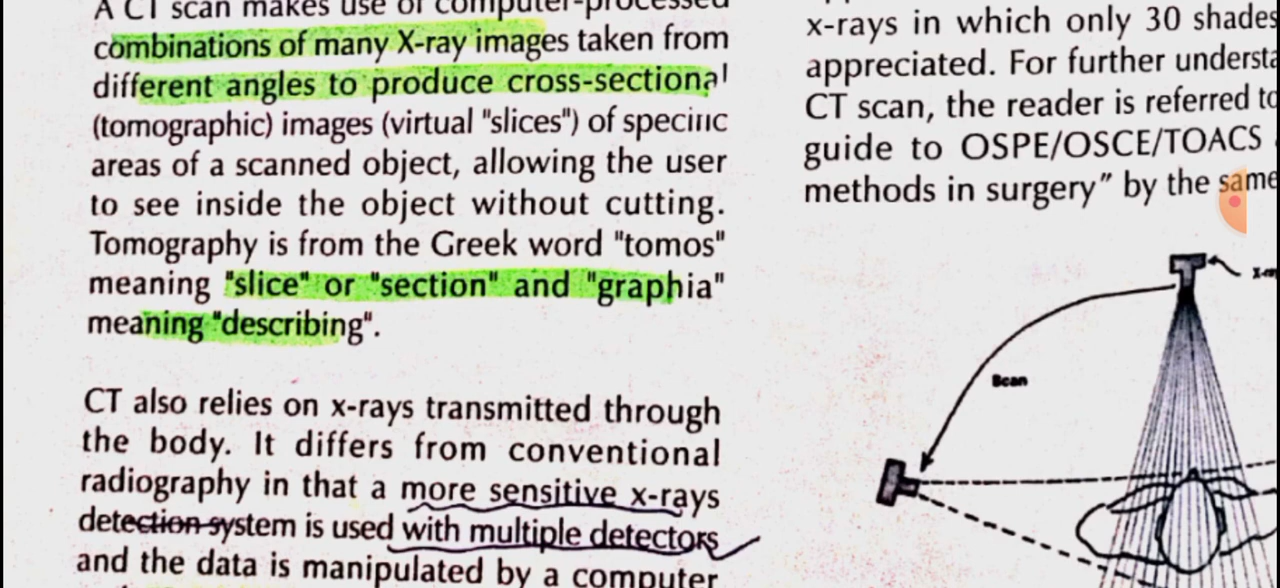 A CT scan makes use of computer-processed
combinations of many X-ray images taken from
different angles to produce cross-sectional
(tomographic) images (virtual "slices") of specific
areas of a scanned object, allowing the user
to see inside the object without cutting.
Tomography is from the Greek word "tomos"
meaning "slice" or "section" and "graphia"
meaning "describing".
CT also relies on x-rays transmitted through
the body. It differs from conventional
radiography in that a more sensitive x-rays
detection system is used with multiple detectors
and the data is manipulated by a computer
x-rays in which only 30 shades
appreciated. For further
CT scan, the reader is referred to
guide to OSPE/OSCE/TOACS
methods in surgery" by the same
Scan